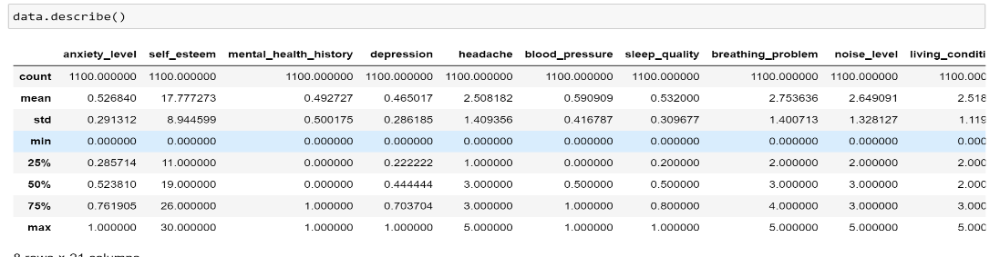 data.describe()
anxiety_level self_esteem mental_health_history depression headache blood_pressure sleep_quality breathing_problem noise_level living_conditi
count 1100.000000 1100.000000 1100.000000 1100.000000 1100.000000 1100.000000 1100.000000 1100.000000 1100.000000 1100.000
mean 0.526840 17.777273 0.492727 0.465017 2.508182 0.590909 0.532000 2.753636 2.649091 2.518
std 0.291312 8.944599 0.500175 0.286185 1.409356 0.416787 0.309677 1.400713 1.328127 1.119
min 0.000000 0.000000 0.000000 0.000000 0.000000 0.000000 0.000000 0.000000 0.000000 0.000
25% 0.285714 11.000000 0.000000 0.222222 1.000000 0.000000 0.200000 2.000000 2.000000 2.000
50% 0.523810 19.000000 0.000000 0.444444 3.000000 0.500000 0.500000 3.000000 3.000000 2.000
75% 0.761905 26.000000 1.000000 0.703704 3.000000 1.000000 0.800000 4.000000 3.000000 3.000
max 1.000000 30.000000 1.000000 1.000000 5.000000 1.000000 1.000000 5.000000 5.000000 5.000
8 rows × 21 columns